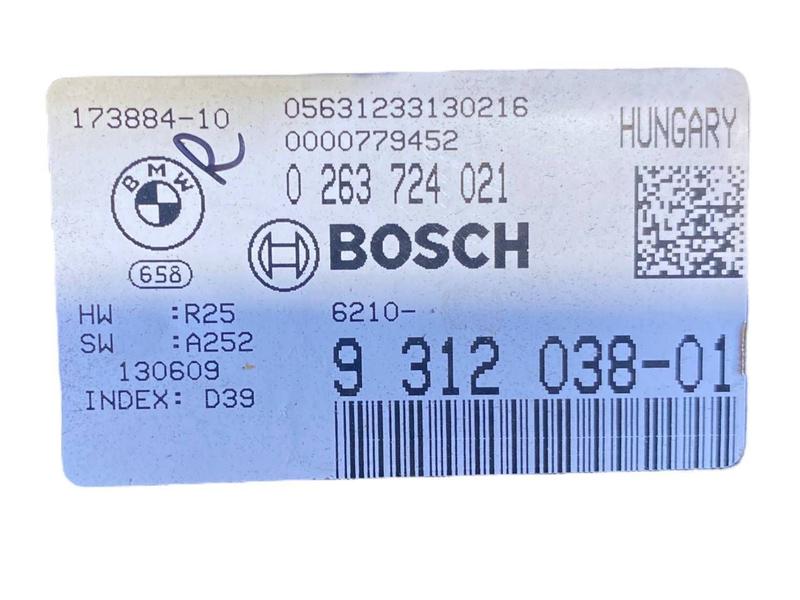 173884-10
05631233130216
0000779452
HUNGARY
R
BMW
0 263 724 021
BOSCH
658
HW :R25
SW :A252
130609
INDEX: D39
6210-
9 312 038-01